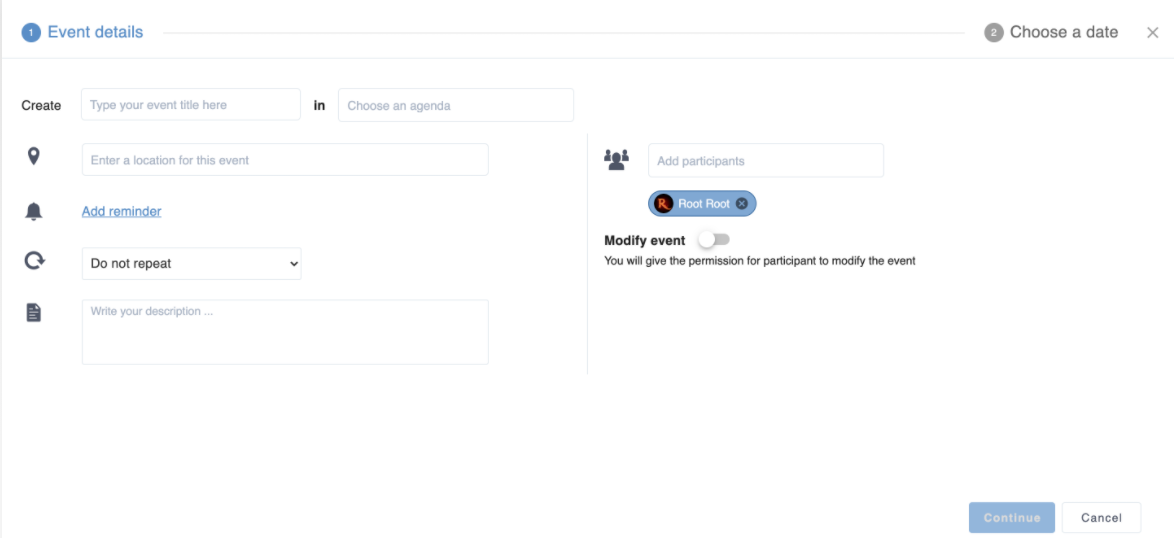 1 Event details
2 Choose a date
Create Type your event title here in Choose an agenda
Enter a location for this event
Add reminder
Do not repeat
Write your description ...
Add participants
R Root Root
Modify event
You will give the permission for participant to modify the event
Continue Cancel